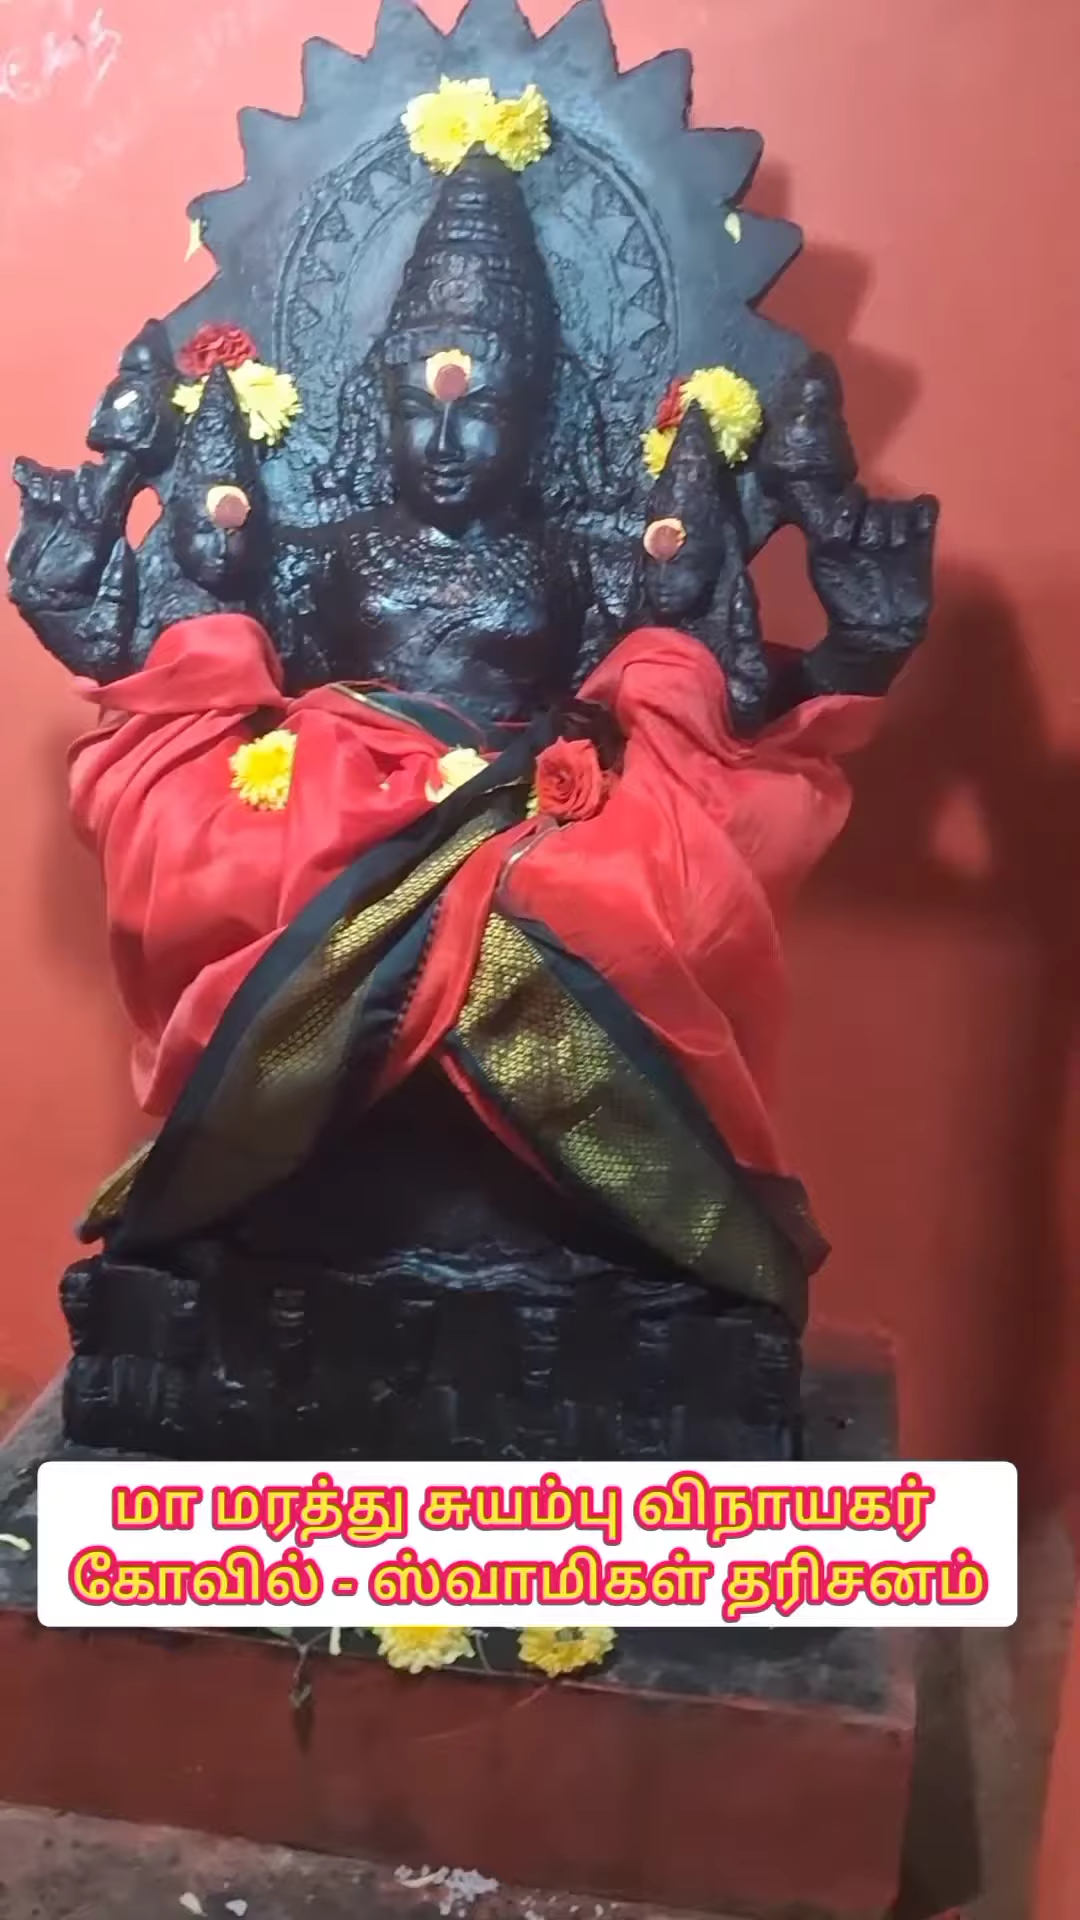 மா மரத்து சுயம்பு விநாயகர்
கோவில் - ஸ்வாமிகள் தரிசனம்